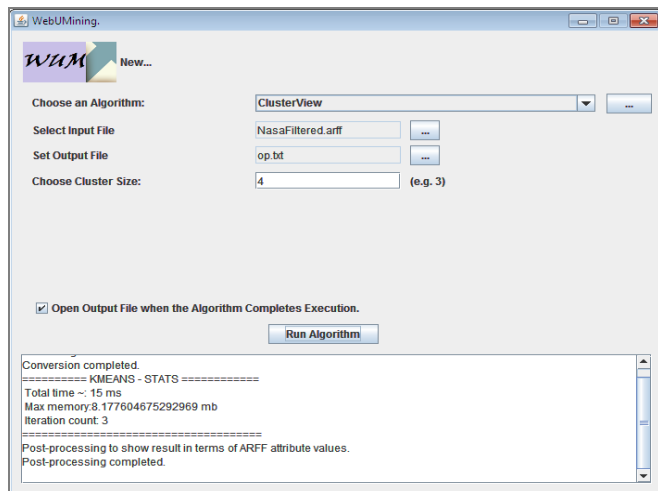 WebUMining.
WUM New...
Choose an Algorithm: ClusterView ...
Select Input File NasaFiltered.arff ...
Set Output File op.txt ...
Choose Cluster Size: 4 (e.g. 3)
Open Output File when the Algorithm Completes Execution.
Run Algorithm
Conversion completed.
========== KMEANS - STATS ============
Total time ~: 15 ms
Max memory:8.177604675292969 mb
Iteration count: 3
=====================================
Post-processing to show result in terms of ARFF attribute values.
Post-processing completed.